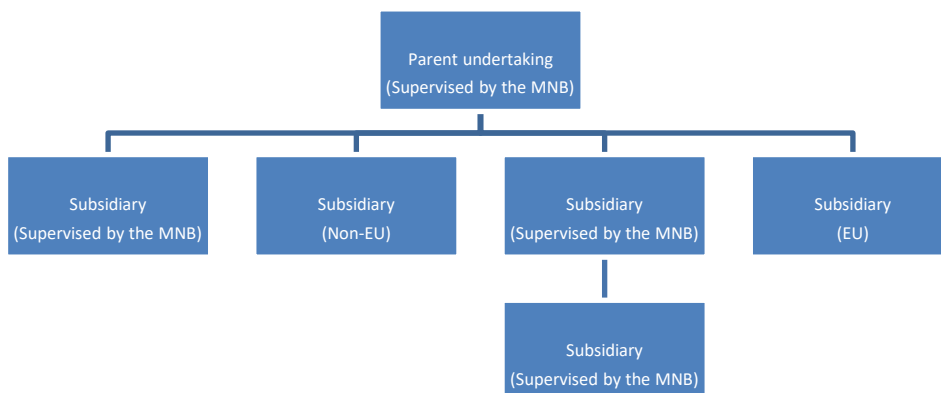 Parent undertaking
(Supervised by the MNB)
Subsidiary
(Supervised by the MNB)
Subsidiary
(Non-EU)
Subsidiary
(Supervised by the MNB)
Subsidiary
(EU)
Subsidiary
(Supervised by the MNB)